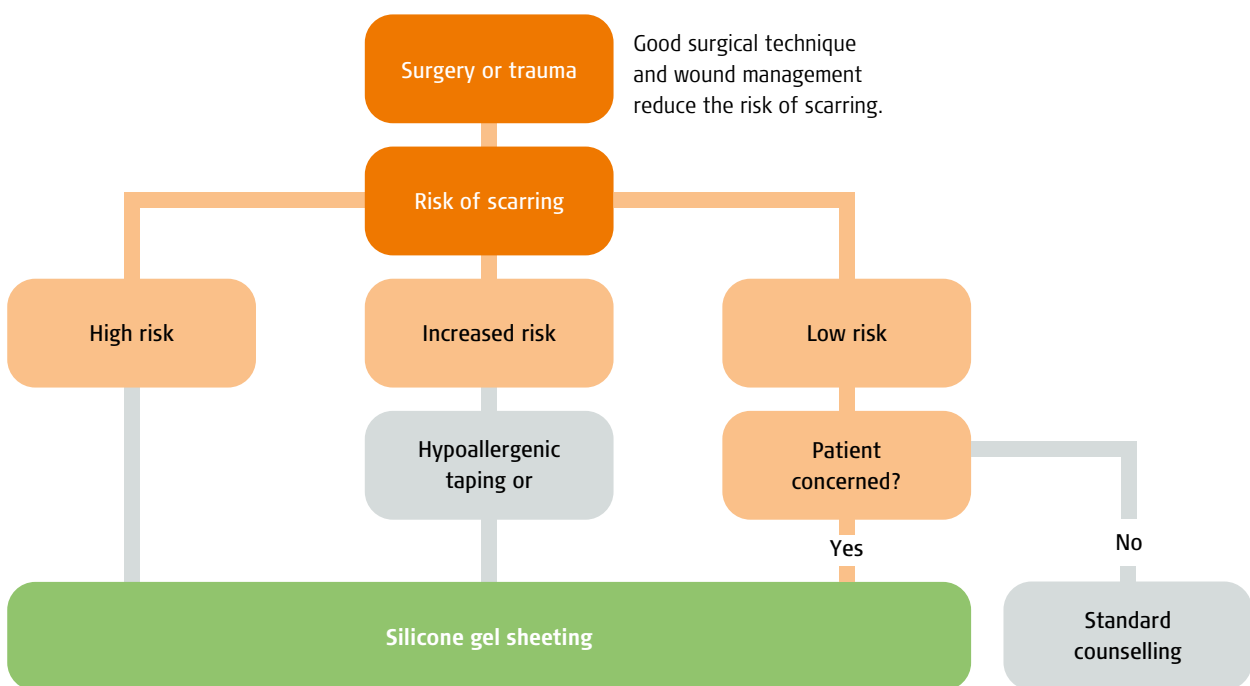 Surgery or trauma
Good surgical technique
and wound management
reduce the risk of scarring.
Risk of scarring
High risk
Increased risk
Low risk
Hypoallergenic
taping or
Patient
concerned?
Yes
No
Silicone gel sheeting
Standard
counselling